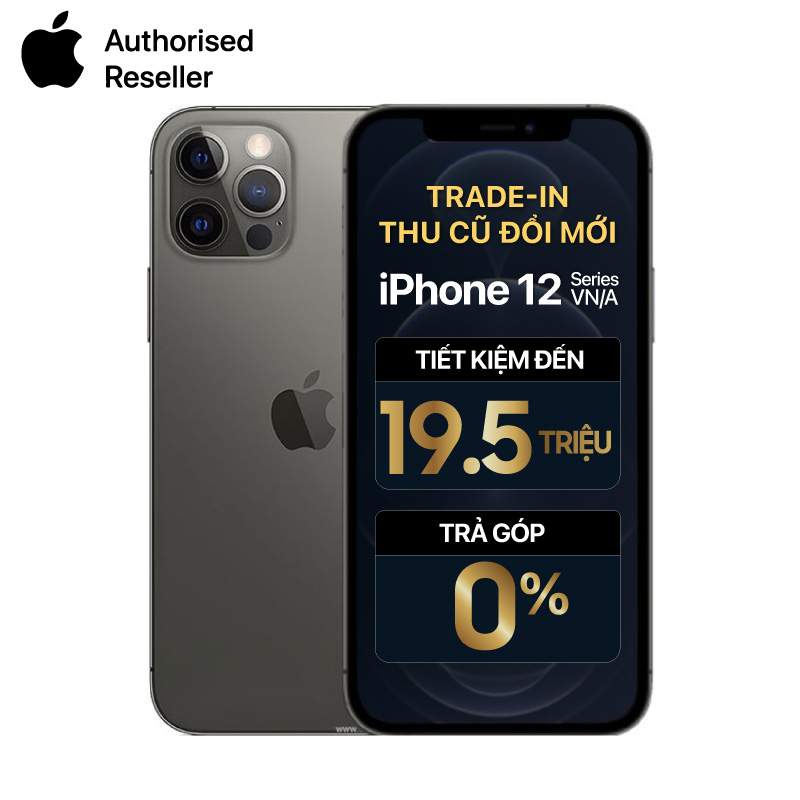 Authorised
Reseller
TRADE-IN
THU CŨ ĐỔI MỚI
iPhone 12 Series VN/A
TIẾT KIỆM ĐẾN
19.5 TRIỆU
TRẢ GÓP
0%